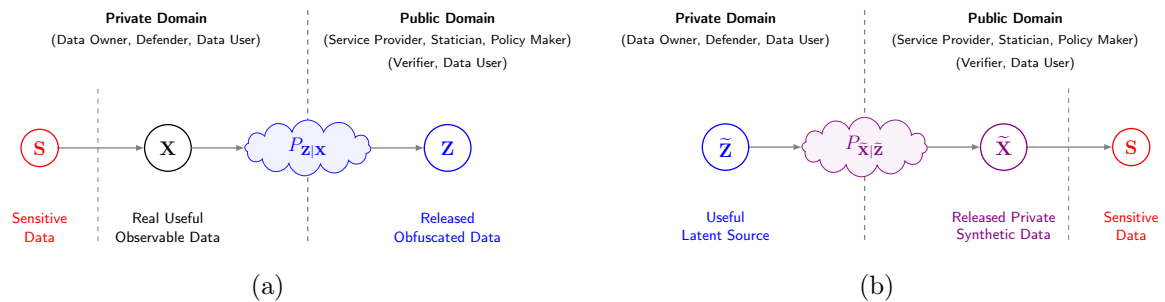 Private Domain
(Data Owner, Defender, Data User)
Public Domain
(Service Provider, Statician, Policy Maker)
(Verifier, Data User)
S
X
P_{Z|X}
Z
Sensitive
Data
Real Useful
Observable Data
Released
Obfuscated Data
(a)
Private Domain
(Data Owner, Defender, Data User)
Public Domain
(Service Provider, Statician, Policy Maker)
(Verifier, Data User)
Z̃
P_{X̃|Z̃}
X̃
S
Useful
Latent Source
Released Private
Synthetic Data
Sensitive
Data
(b)